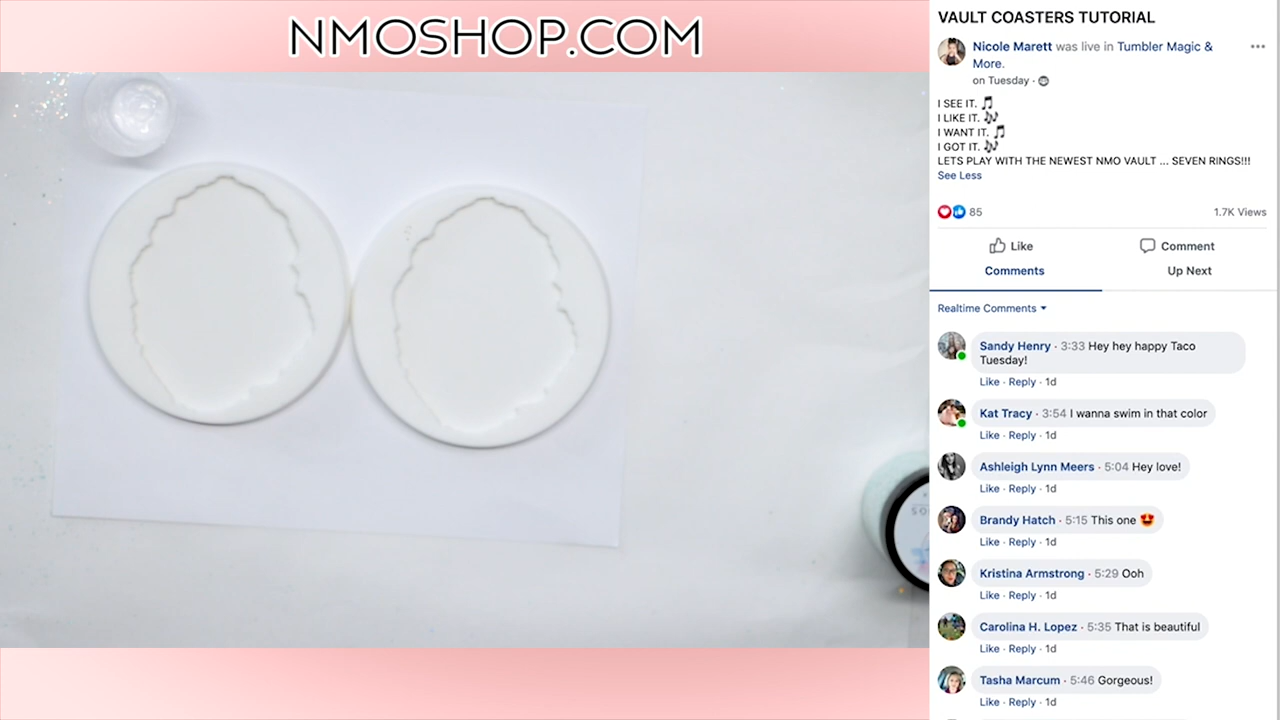 NMOSHOP.COM
VAULT COASTERS TUTORIAL
Nicole Marett was live in Tumbler Magic &
More.
on Tuesday ·
I SEE IT. 🎵
I LIKE IT. 🎶
I WANT IT. 🎵
I GOT IT. 🎶
LETS PLAY WITH THE NEWEST NMO VAULT ... SEVEN RINGS!!!
See Less
85
1.7K Views
Like
Comment
Comments
Up Next
Realtime Comments
Sandy Henry · 3:33 Hey hey happy Taco
Tuesday!
Like · Reply · 1d
Kat Tracy · 3:54 I wanna swim in that color
Like · Reply · 1d
Ashleigh Lynn Meers · 5:04 Hey love!
Like · Reply · 1d
Brandy Hatch · 5:15 This one 😍
Like · Reply · 1d
Kristina Armstrong · 5:29 Ooh
Like · Reply · 1d
Carolina H. Lopez · 5:35 That is beautiful
Like · Reply · 1d
Tasha Marcum · 5:46 Gorgeous!
Like · Reply · 1d